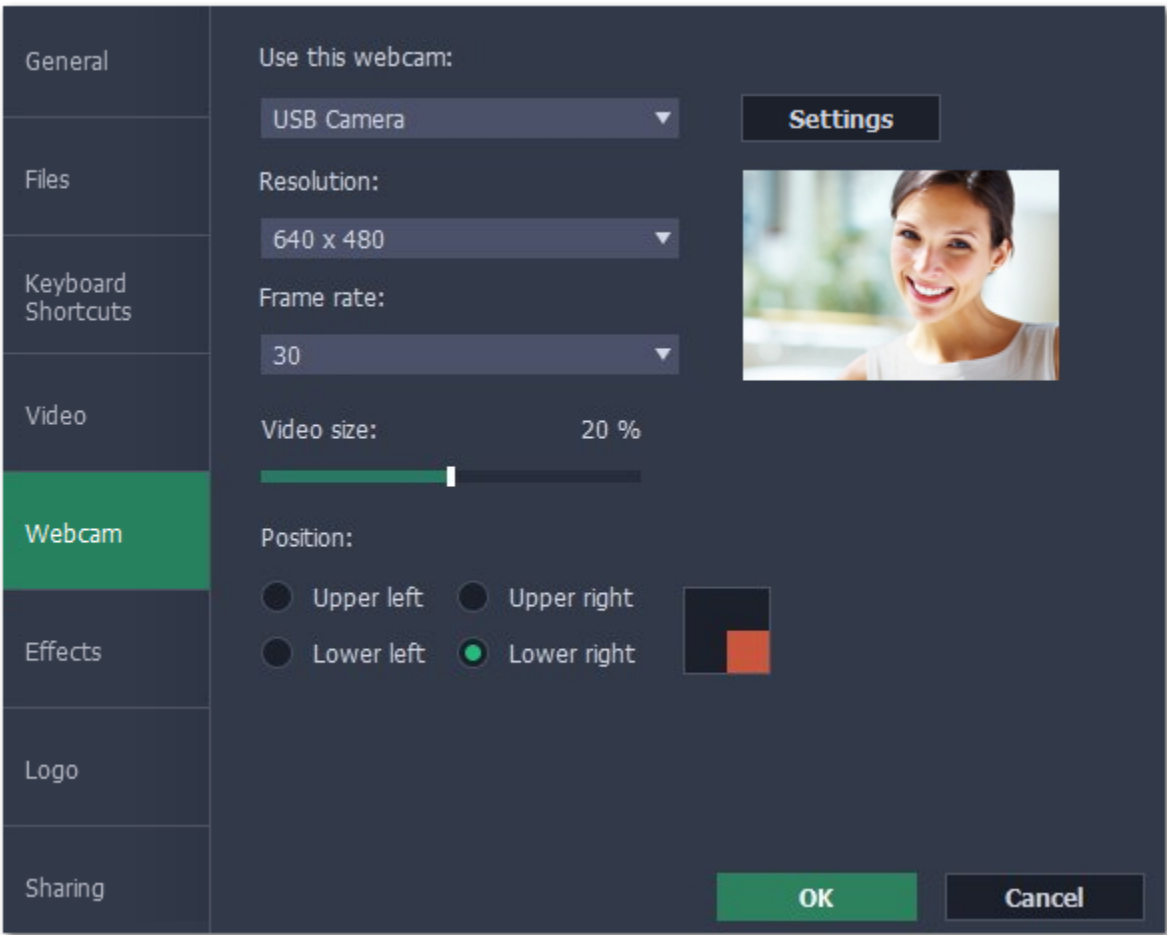 General
Files
Keyboard
Shortcuts
Video
Webcam
Effects
Logo
Sharing
Use this webcam:
USB Camera
Settings
Resolution:
640 x 480
Frame rate:
30
Video size: 20 %
Position:
Upper left Upper right
Lower left Lower right
OK Cancel